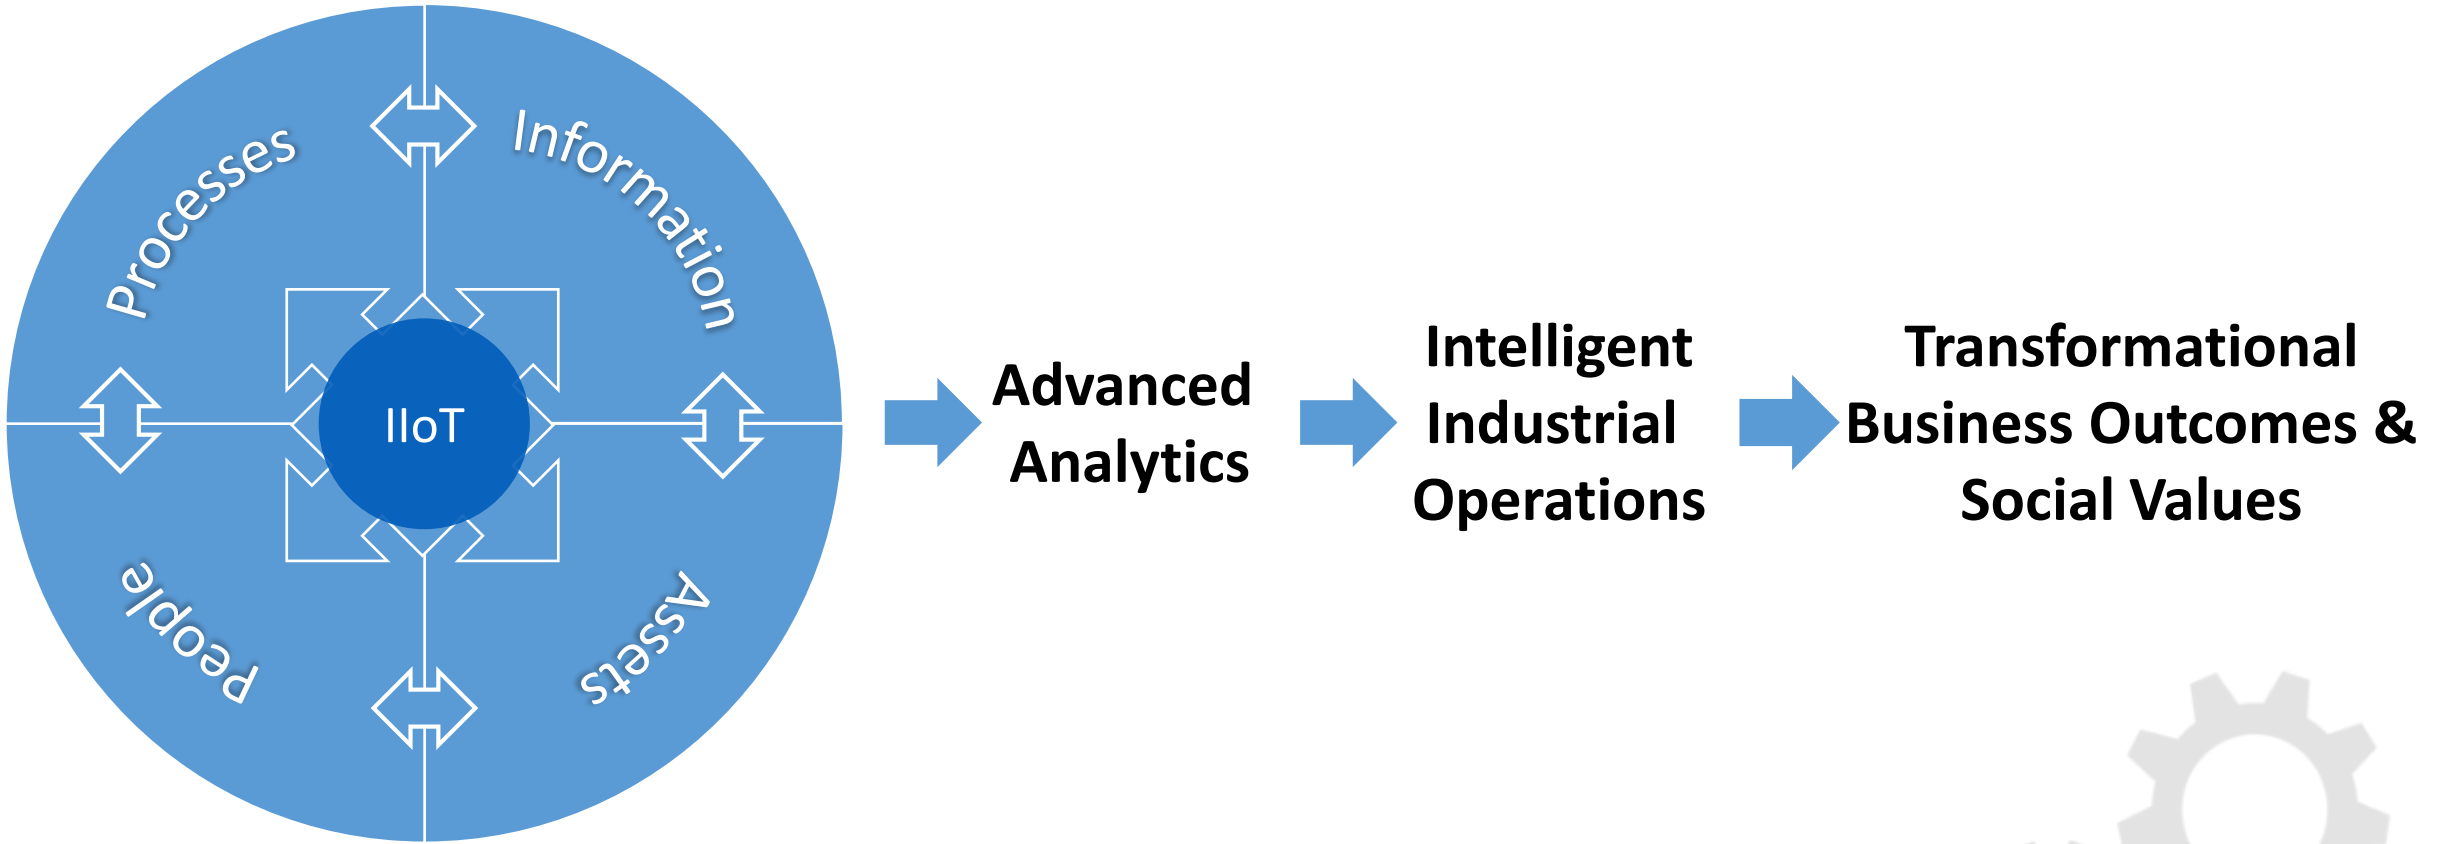 Processes
Information
IIoT
People
Assets
Advanced
Analytics
Intelligent
Industrial
Operations
Transformational
Business Outcomes &
Social Values